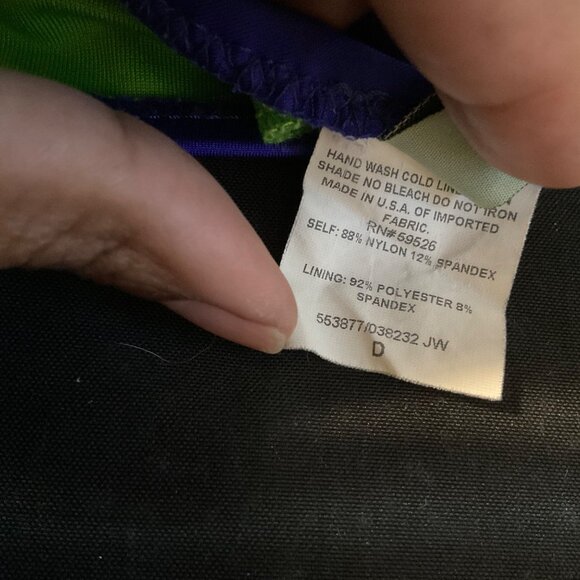 HAND WASH COLD LINE
SHADE NO BLEACH DO NOT IRON
MADE IN U.S.A. OF IMPORTED
FABRIC.
RN#59526
SELF: 88% NYLON 12% SPANDEX
LINING: 92% POLYESTER 8%
SPANDEX
553877/D38232 JW
D